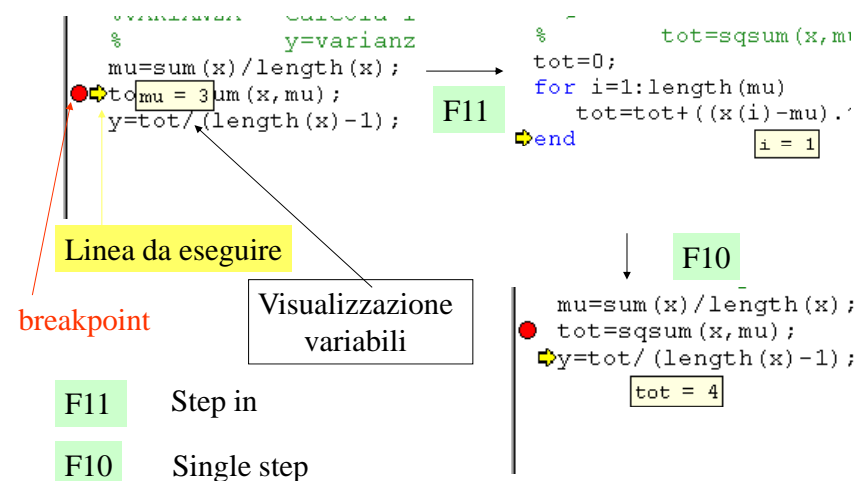 % y=varianz
mu=sum(x)/length(x);
mu = 3 um(x,mu);
y=tot/(length(x)-1);
F11
% tot=sqsum(x,mu
tot=0;
for i=1:length(mu)
tot=tot+((x(i)-mu).^
end
i = 1
Linea da eseguire
breakpoint
Visualizzazione
variabili
F10
mu=sum(x)/length(x);
tot=sqsum(x,mu);
y=tot/(length(x)-1);
tot = 4
F11 Step in
F10 Single step